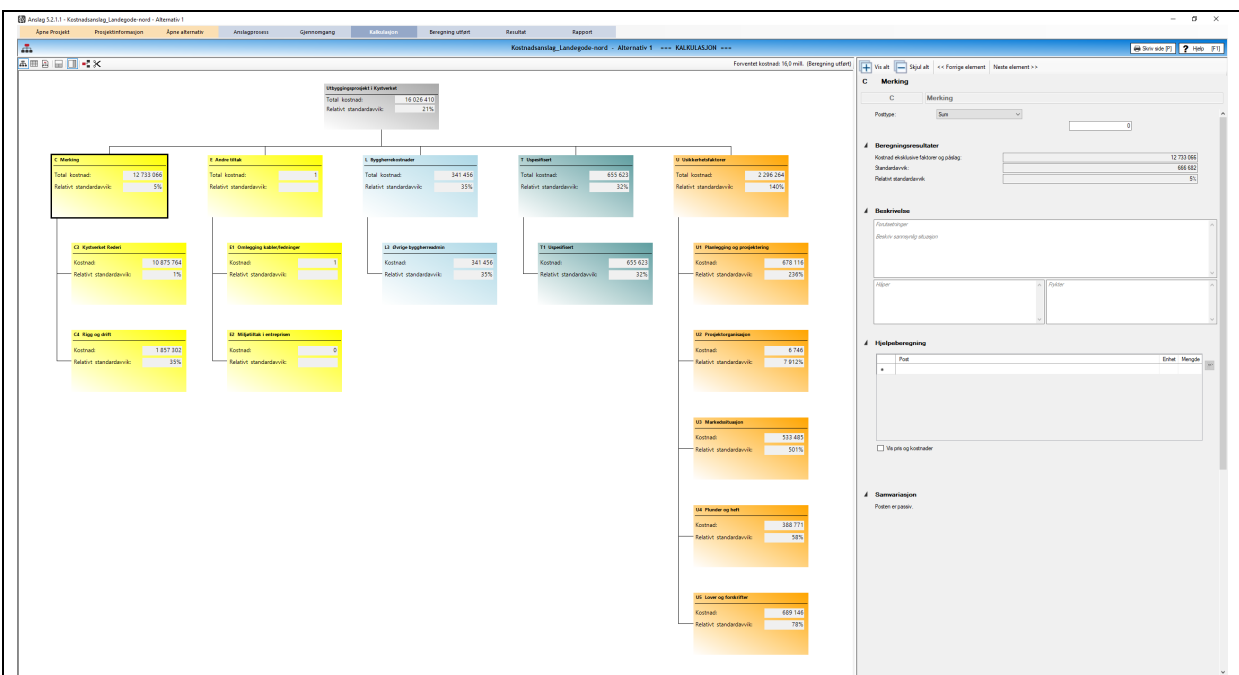 Anslag 5.2.1.1 - Kostnadsanslag_Landegode-nord - Alternativ 1
Åpne Prosjekt Prosjektinformasjon Åpne alternativ Anslagprosess Gjennomgang Kalkulasjon Beregning utført Resultat Rapport
Kostnadsanslag_Landegode-nord - Alternativ 1 === KALKULASJON ===
Skriv side [P] ? Help [F1]
Forventet kostnad: 16,0 mill. (Beregning utført)
Utbyggingsprosjekt i Kystverket
Total kostnad: 16 026 410
Relativt standardavvik: 21%
C Merking
Total kostnad: 12 733 066
Relativt standardavvik: 5%
E Andre tiltak
Total kostnad: 1
Relativt standardavvik:
L Byggherrekostnader
Total kostnad: 341 456
Relativt standardavvik: 35%
T Uspesifisert
Total kostnad: 655 623
Relativt standardavvik: 32%
U Usikkerhetsfaktorer
Total kostnad: 2 296 264
Relativt standardavvik: 140%
C3 Kystverket Rederi
Kostnad: 10 875 764
Relativt standardavvik: 1%
E1 Omlegging kabler/ledninger
Kostnad: 1
Relativt standardavvik:
L3 Øvrige byggherreadmin
Kostnad: 341 456
Relativt standardavvik: 35%
T1 Uspesifisert
Kostnad: 655 623
Relativt standardavvik: 32%
U1 Planlegging og prosjektering
Kostnad: 678 116
Relativt standardavvik: 236%
C4 Rigg og drift
Kostnad: 1 857 302
Relativt standardavvik: 35%
E2 Miljøtiltak i entreprisen
Kostnad: 0
Relativt standardavvik:
U2 Prosjektorganisasjon
Kostnad: 6 746
Relativt standardavvik: 7 912%
U3 Markedssituasjon
Kostnad: 533 485
Relativt standardavvik: 501%
U4 Plunder og heft
Kostnad: 388 771
Relativt standardavvik: 58%
U5 Lover og forskrifter
Kostnad: 689 146
Relativt standardavvik: 78%
Vis alt Skjul alt << Forrige element Neste element >>
C Merking
C Merking
Posttype: Sum
0
Beregningsresultater
Kostnad eksklusive faktorer og påslag: 12 733 066
Standardavvik: 666 682
Relativt standardavvik 5%
Beskrivelse
Forutsetninger
Beskriv sannsynlig situasjon
Håper Frykter
Hjelpeberegning
Post Enhet Mengde
Vis pris og kostnader
Samvariasjon
Posten er passiv.